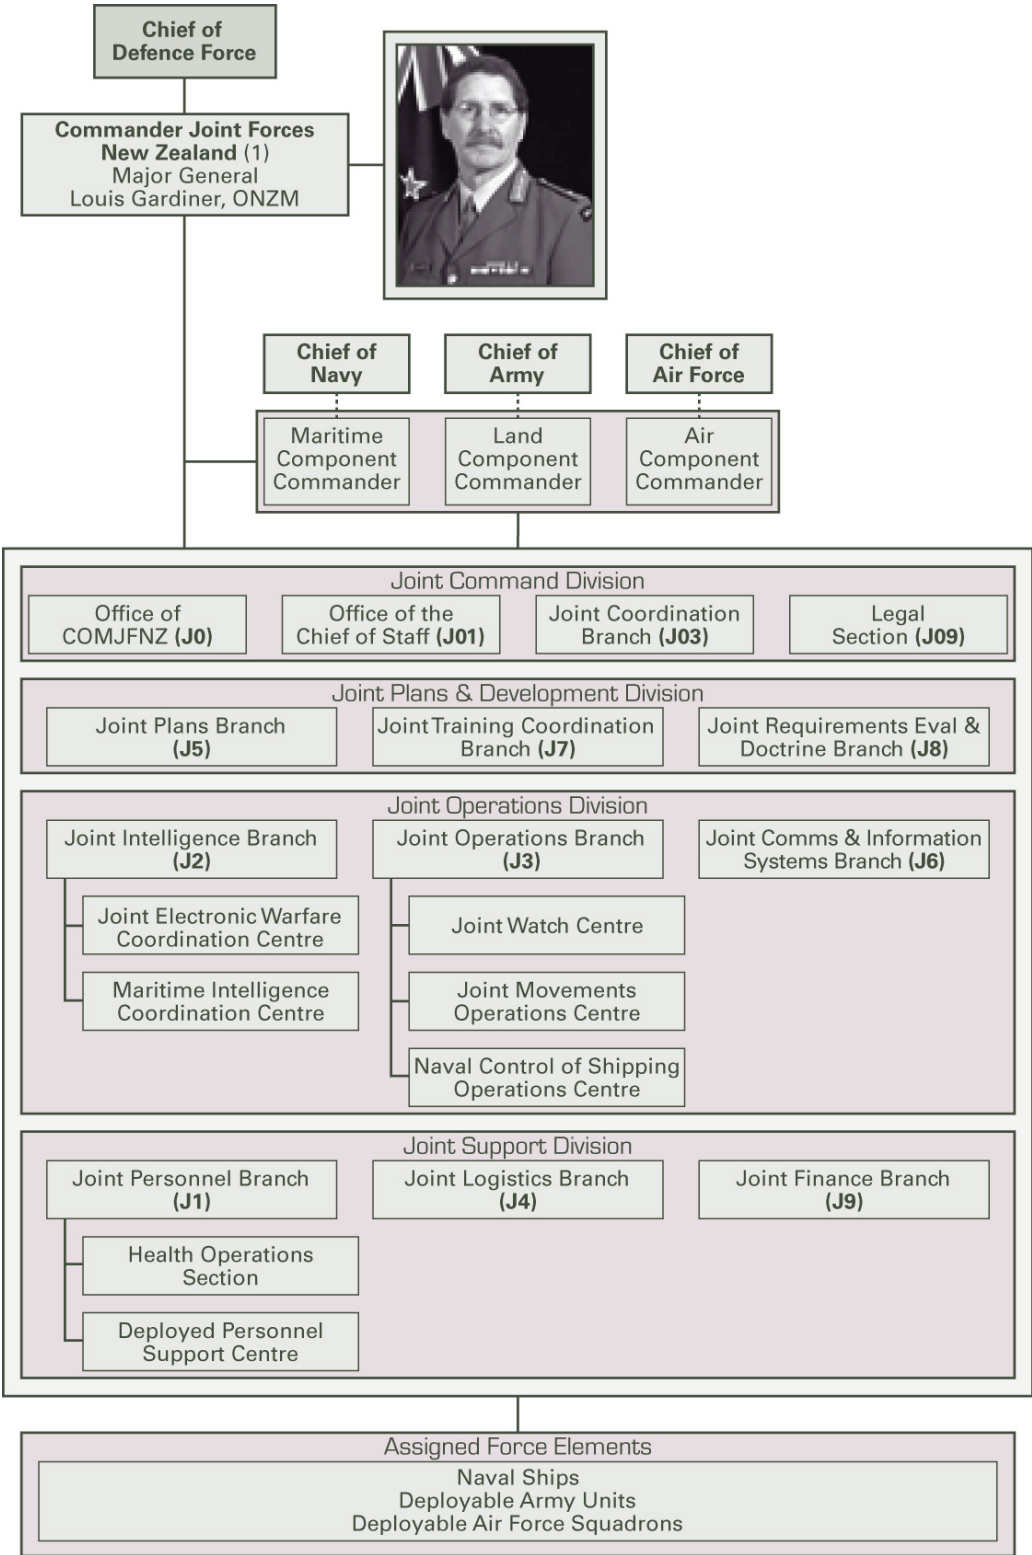 Chief of
Defence Force
Commander Joint Forces
New Zealand (1)
Major General
Louis Gardiner, ONZM
Chief of
Navy
Chief of
Army
Chief of
Air Force
Maritime
Component
Commander
Land
Component
Commander
Air
Component
Commander
Joint Command Division
Office of
COMJFNZ (J0)
Office of the
Chief of Staff (J01)
Joint Coordination
Branch (J03)
Legal
Section (J09)
Joint Plans & Development Division
Joint Plans Branch
(J5)
Joint Training Coordination
Branch (J7)
Joint Requirements Eval &
Doctrine Branch (J8)
Joint Operations Division
Joint Intelligence Branch
(J2)
Joint Electronic Warfare
Coordination Centre
Maritime Intelligence
Coordination Centre
Joint Operations Branch
(J3)
Joint Watch Centre
Joint Movements
Operations Centre
Naval Control of Shipping
Operations Centre
Joint Comms & Information
Systems Branch (J6)
Joint Support Division
Joint Personnel Branch
(J1)
Health Operations
Section
Deployed Personnel
Support Centre
Joint Logistics Branch
(J4)
Joint Finance Branch
(J9)
Assigned Force Elements
Naval Ships
Deployable Army Units
Deployable Air Force Squadrons